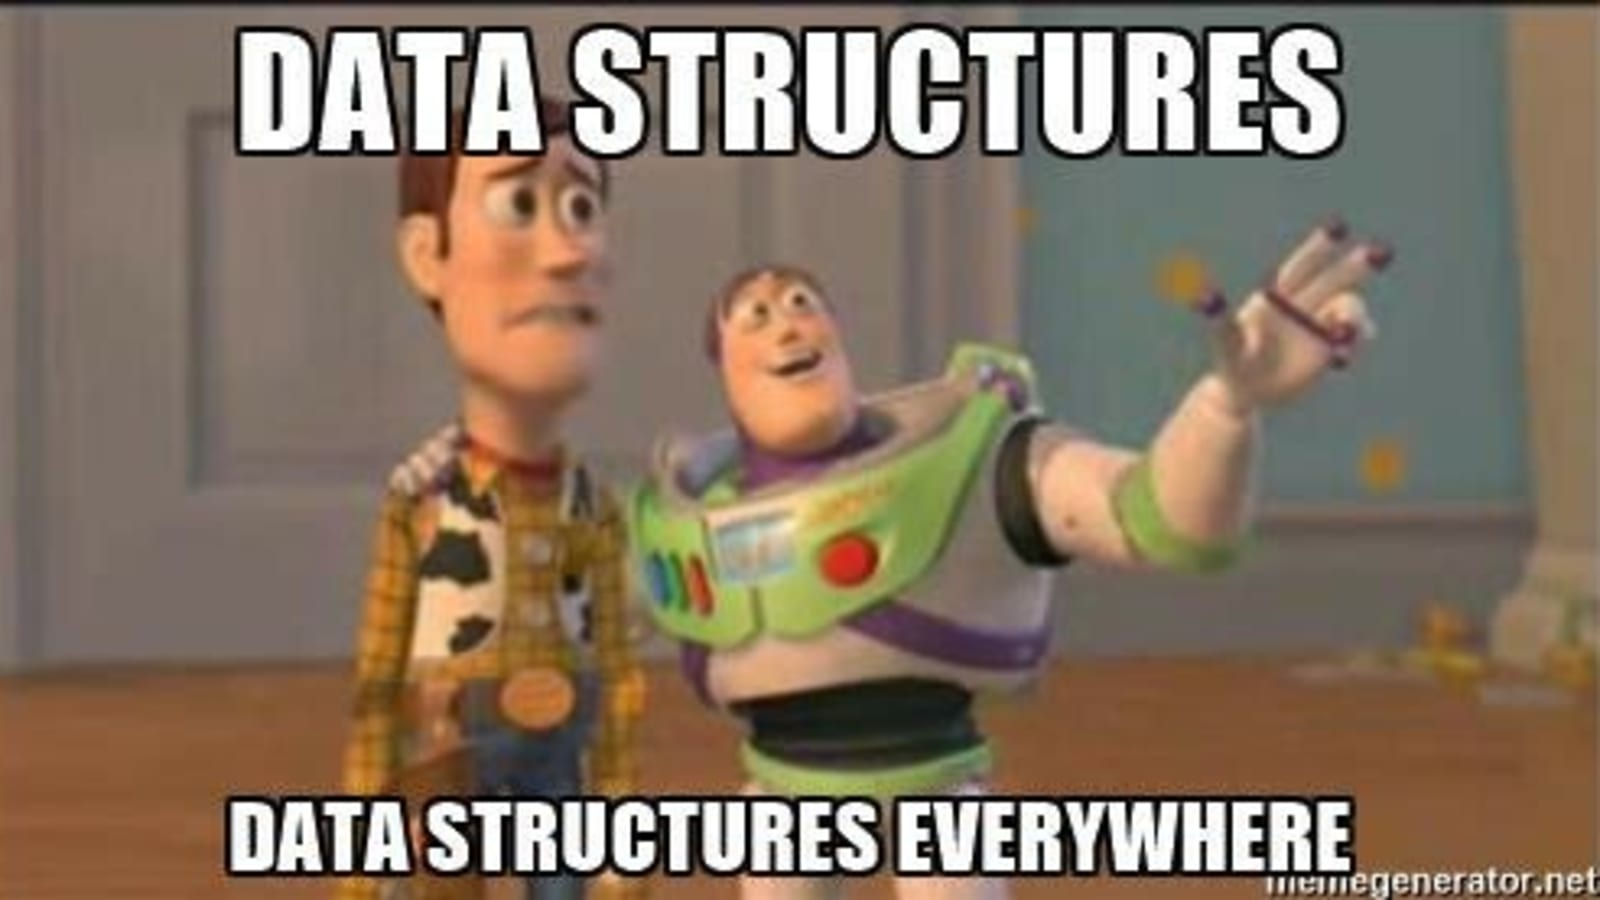 DATA STRUCTURES
DATA STRUCTURES EVERYWHERE
memegenerator.net